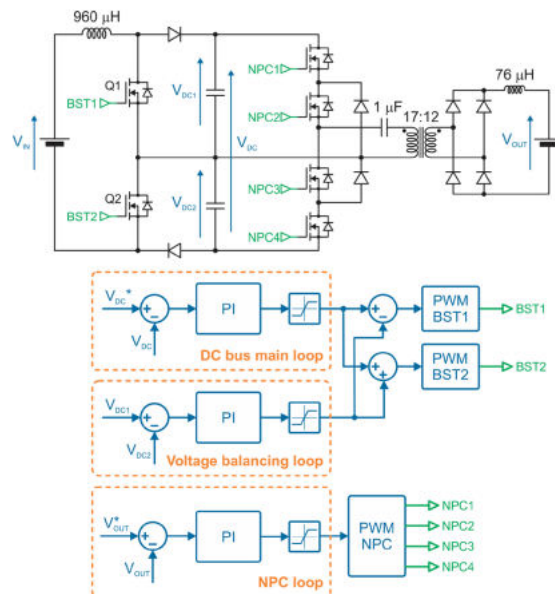 960 μH
Q1
BST1
V_DC1
V_IN
V_DC
Q2
BST2
V_DC2
NPC1
NPC2
1 μF
17:12
NPC3
NPC4
76 μH
V_OUT
V_DC*
+
−
PI
V_DC
DC bus main loop
+
−
PWM
BST1
BST1
V_DC1
+
−
PI
V_DC2
Voltage balancing loop
+
+
PWM
BST2
BST2
V*_OUT
+
−
PI
V_OUT
NPC loop
PWM
NPC
NPC1
NPC2
NPC3
NPC4